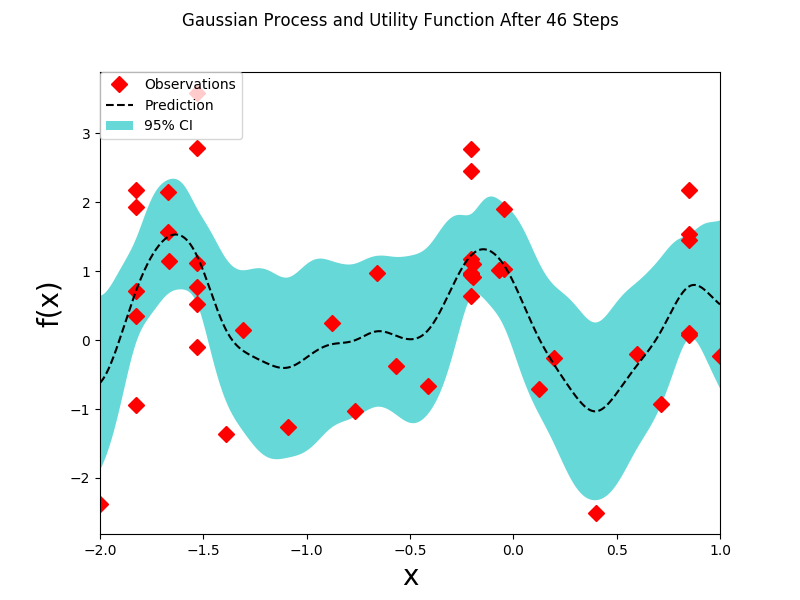 Gaussian Process and Utility Function After 46 Steps
Observations
Prediction
95% CI
3
2
1
0
−1
−2
f(x)
−2.0 −1.5 −1.0 −0.5 0.0 0.5 1.0
x